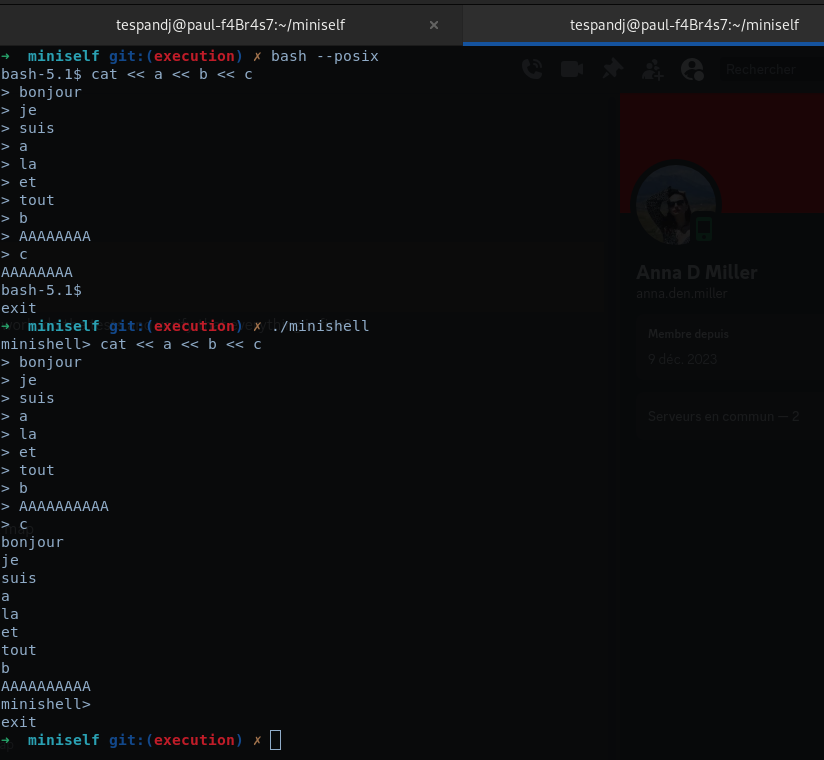 tespandj@paul-f4Br4s7:~/miniself × tespandj@paul-f4Br4s7:~/miniself
➜ miniself git:(execution) ✗ bash --posix
bash-5.1$ cat << a << b << c
> bonjour
> je
> suis
> a
> la
> et
> tout
> b
> AAAAAAAA
> c
AAAAAAAA
bash-5.1$
exit
➜ miniself git:(execution) ✗ ./minishell
minishell> cat << a << b << c
> bonjour
> je
> suis
> a
> la
> et
> tout
> b
> AAAAAAAAAA
> c
bonjour
je
suis
a
la
et
tout
b
AAAAAAAAAA
minishell>
exit
➜ miniself git:(execution) ✗
Rechercher
Anna D Miller
anna.den.miller
Membre depuis
9 déc. 2023
Serveurs en commun — 2